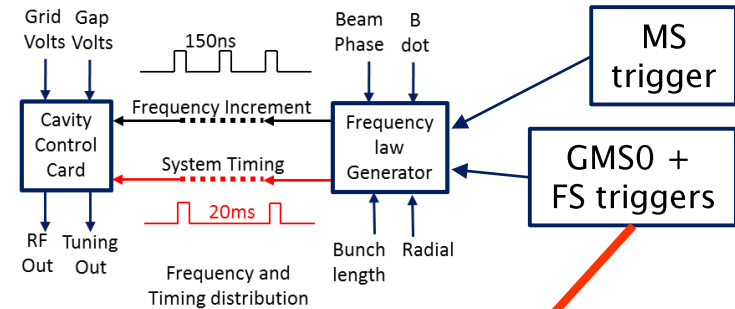 Grid Gap
Volts Volts
150ns
Beam
Phase
B
dot
MS
trigger
Cavity
Control
Card
Frequency Increment
System Timing
Frequency
law
Generator
GMS0 +
FS triggers
20ms
RF
Out
Tuning
Out
Bunch
length
Radial
Frequency and
Timing distribution